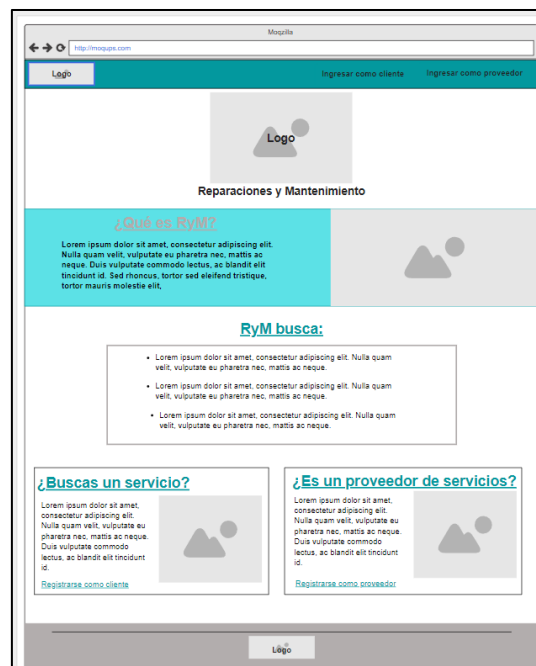 Moqzilla
http://moqups.com
Logo
Ingresar como cliente
Ingresar como proveedor
Logo
Reparaciones y Mantenimiento
¿Qué es RyM?
Lorem ipsum dolor sit amet, consectetur adipiscing elit.
Nulla quam velit, vulputate eu pharetra nec, mattis ac
neque. Duis vulputate commodo lectus, ac blandit elit
tincidunt id. Sed rhoncus, tortor sed eleifend tristique,
tortor mauris molestie elit,
RyM busca:
• Lorem ipsum dolor sit amet, consectetur adipiscing elit. Nulla quam
velit, vulputate eu pharetra nec, mattis ac neque.
• Lorem ipsum dolor sit amet, consectetur adipiscing elit. Nulla quam
velit, vulputate eu pharetra nec, mattis ac neque.
• Lorem ipsum dolor sit amet, consectetur adipiscing elit. Nulla quam
velit, vulputate eu pharetra nec, mattis ac neque.
¿Buscas un servicio?
Lorem ipsum dolor sit amet,
consectetur adipiscing elit.
Nulla quam velit, vulputate eu
pharetra nec, mattis ac neque.
Duis vulputate commodo
lectus, ac blandit elit tincidunt
id.
Registrarse como cliente
¿Es un proveedor de servicios?
Lorem ipsum dolor sit amet,
consectetur adipiscing elit.
Nulla quam velit, vulputate eu
pharetra nec, mattis ac neque.
Duis vulputate commodo
lectus, ac blandit elit tincidunt
id.
Registrarse como proveedor
Logo